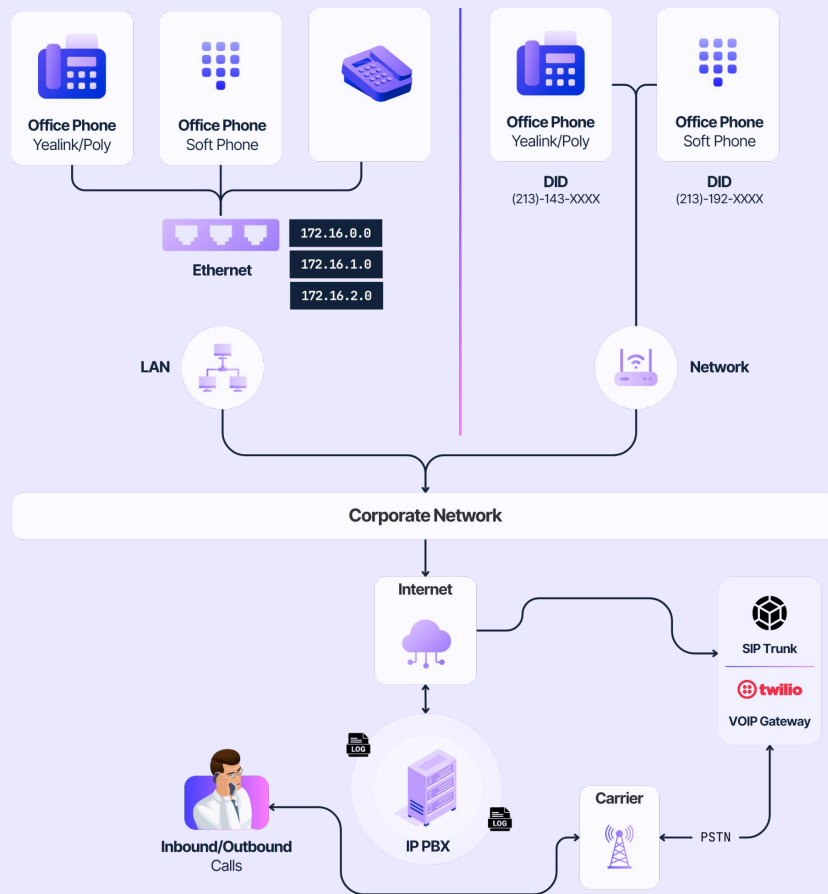 Office Phone
Yealink/Poly
Office Phone
Soft Phone
Office Phone
Yealink/Poly
Office Phone
Soft Phone
DID
(213)-143-XXXX
DID
(213)-192-XXXX
Ethernet
172.16.0.0
172.16.1.0
172.16.2.0
LAN
Network
Corporate Network
Internet
SIP Trunk
twilio
VOIP Gateway
LOG
LOG
IP PBX
Inbound/Outbound
Calls
Carrier
PSTN